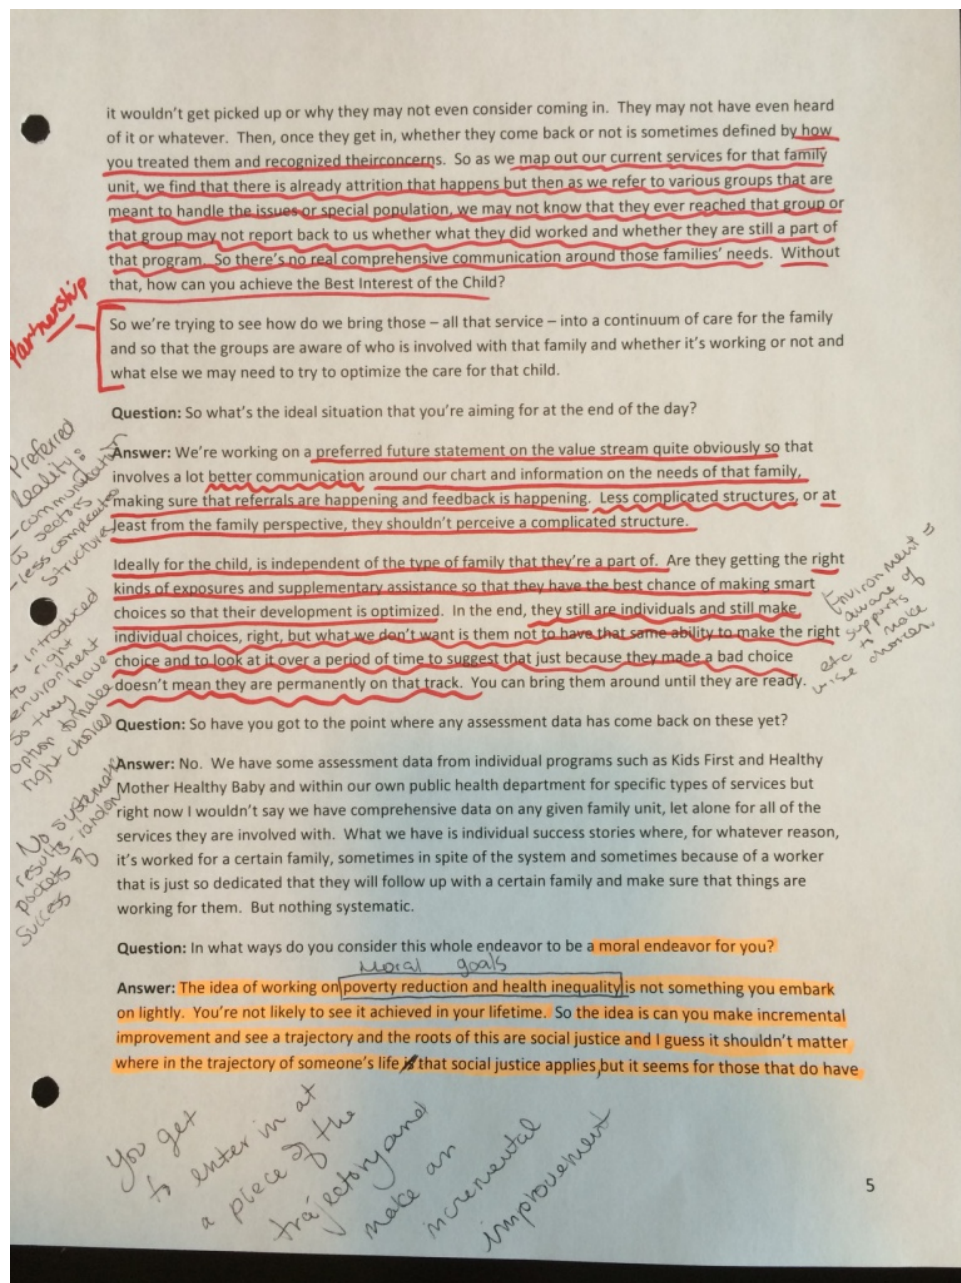 it wouldn't get picked up or why they may not even consider coming in. They may not have even heard
of it or whatever. Then, once they get in, whether they come back or not is sometimes defined by how
you treated them and recognized theirconcerns. So as we map out our current services for that family
unit, we find that there is already attrition that happens but then as we refer to various groups that are
meant to handle the issues or special population, we may not know that they ever reached that group or
that group may not report back to us whether what they did worked and whether they are still a part of
that program. So there's no real comprehensive communication around those families' needs. Without
that, how can you achieve the Best Interest of the Child?
Partnership
So we're trying to see how do we bring those – all that service – into a continuum of care for the family
and so that the groups are aware of who is involved with that family and whether it's working or not and
what else we may need to try to optimize the care for that child.
Question: So what's the ideal situation that you're aiming for at the end of the day?
Preferred
Reality:
- communication
to sectors
- less complicated
structures
Answer: We're working on a preferred future statement on the value stream quite obviously so that
involves a lot better communication around our chart and information on the needs of that family,
making sure that referrals are happening and feedback is happening. Less complicated structures, or at
least from the family perspective, they shouldn't perceive a complicated structure.
Ideally for the child, is independent of the type of family that they're a part of. Are they getting the right
kinds of exposures and supplementary assistance so that they have the best chance of making smart
choices so that their development is optimized. In the end, they still are individuals and still make
individual choices, right, but what we don't want is them not to have that same ability to make the right
choice and to look at it over a period of time to suggest that just because they made a bad choice
doesn't mean they are permanently on that track. You can bring them around until they are ready.
introduced
to right
environment
so they have
option to make
right choices
Environment =
aware of
supports
etc to make
wise choices.
Question: So have you got to the point where any assessment data has come back on these yet?
Answer: No. We have some assessment data from individual programs such as Kids First and Healthy
Mother Healthy Baby and within our own public health department for specific types of services but
right now I wouldn't say we have comprehensive data on any given family unit, let alone for all of the
services they are involved with. What we have is individual success stories where, for whatever reason,
it's worked for a certain family, sometimes in spite of the system and sometimes because of a worker
that is just so dedicated that they will follow up with a certain family and make sure that things are
working for them. But nothing systematic.
No systematic
results - random
pockets of
success
Question: In what ways do you consider this whole endeavor to be a moral endeavor for you?
Moral goals
Answer: The idea of working on poverty reduction and health inequality is not something you embark
on lightly. You're not likely to see it achieved in your lifetime. So the idea is can you make incremental
improvement and see a trajectory and the roots of this are social justice and I guess it shouldn't matter
where in the trajectory of someone's life is that social justice applies, but it seems for those that do have
You get
to enter in at
a piece of the
trajectory and
make an
incremental
improvement
5